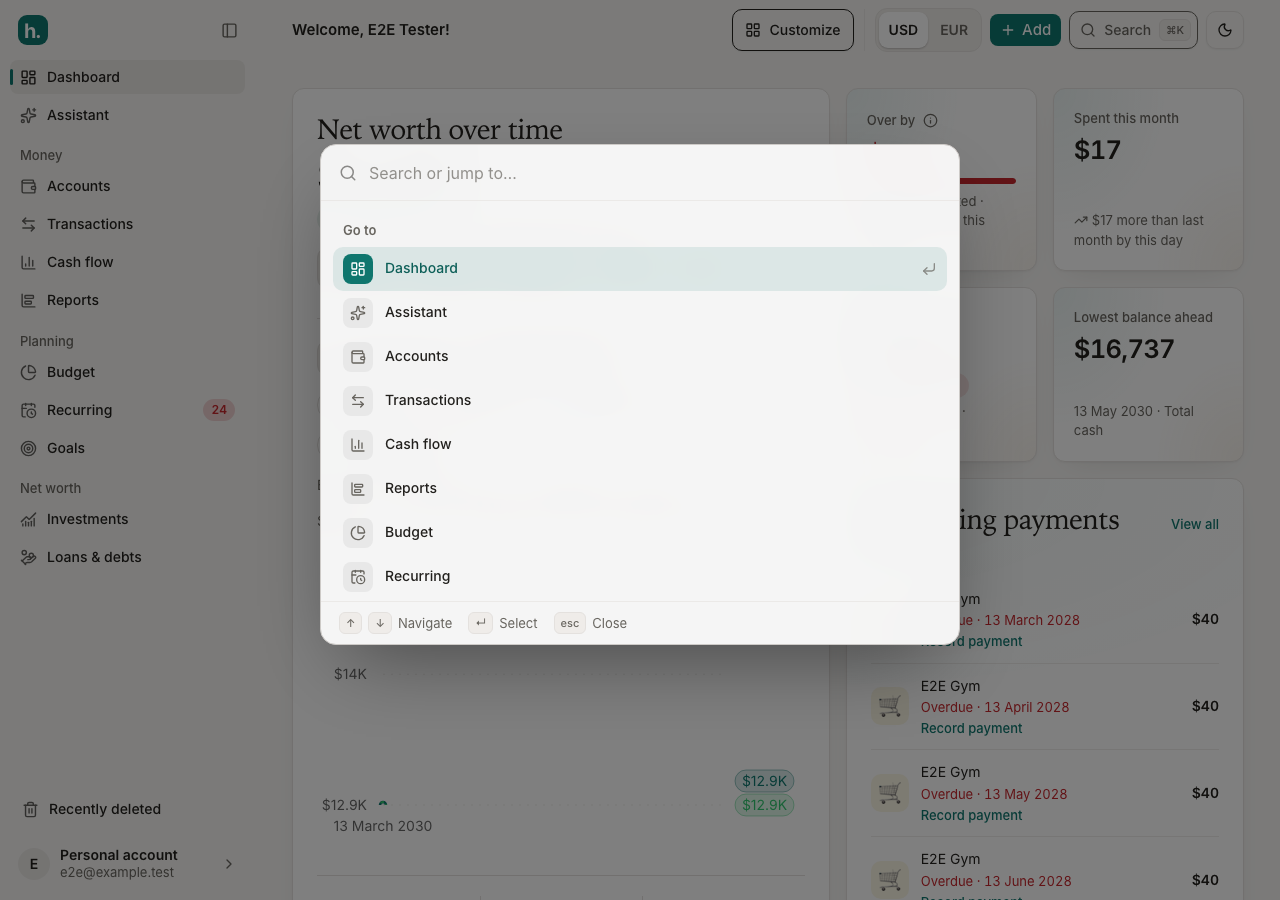 h.
Welcome, E2E Tester!
Customize
USD
EUR
Add
Search
⌘K
Dashboard
Assistant
Money
Accounts
Transactions
Cash flow
Reports
Planning
Budget
Recurring
24
Goals
Net worth
Investments
Loans & debts
Recently deleted
E
Personal account
e2e@example.test
Net worth over time
Over by
Spent this month
$17
$17 more than last
month by this day
this
Lowest balance ahead
$16,737
13 May 2030 · Total
cash
Search or jump to...
Go to
Dashboard
Assistant
Accounts
Transactions
Cash flow
Reports
Budget
Recurring
Navigate
Select
esc
Close
payments
View all
· 13 March 2028
$40
payment
E2E Gym
Overdue · 13 April 2028
Record payment
$40
E2E Gym
Overdue · 13 May 2028
Record payment
$40
E2E Gym
Overdue · 13 June 2028
$40
$14K
$12.9K
$12.9K
$12.9K
13 March 2030